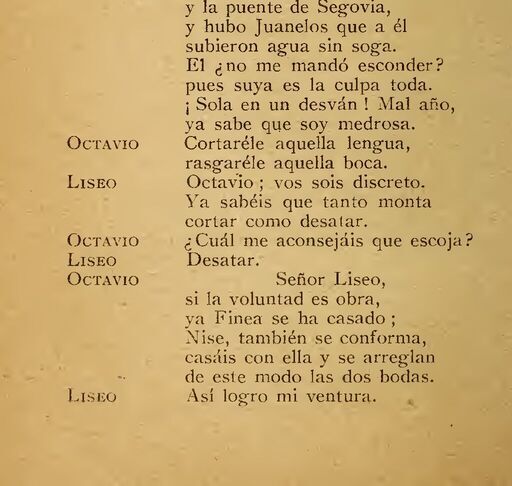 y la puente de Segovia,
y hubo Juanelos que a él
subieron agua sin soga.
El ¿no me mandó esconder?
pues suya es la culpa toda.
¡Sola en un desván! Mal año,
ya sabe que soy medrosa.
OCTAVIO Cortaréle aquella lengua,
rasgaréle aquella boca.
LISEO Octavio; vos sois discreto.
Ya sabéis que tanto monta
cortar como desatar.
OCTAVIO ¿Cuál me aconsejáis que escoja?
LISEO Desatar.
OCTAVIO Señor Liseo,
si la voluntad es obra,
ya Finea se ha casado;
Nise, también se conforma,
casáis con ella y se arreglan
de este modo las dos bodas.
LISEO Así logro mi ventura.